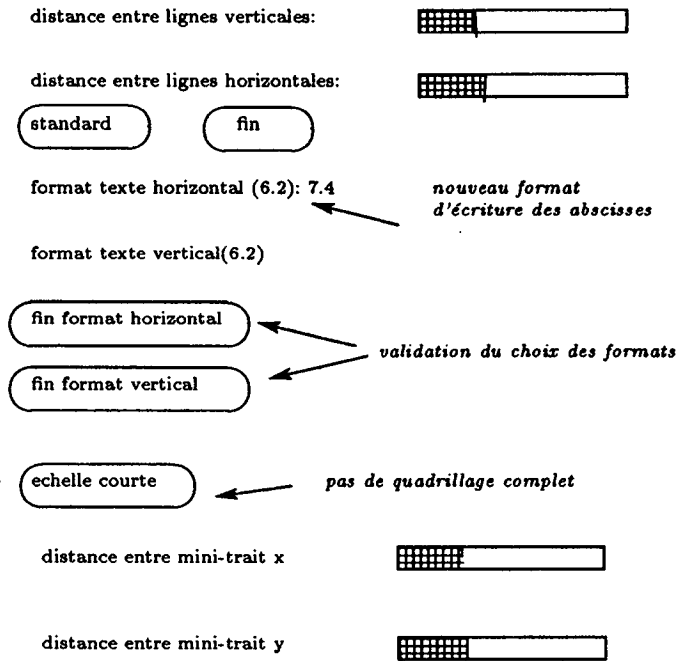 distance entre lignes verticales:
distance entre lignes horizontales:
standard fin
format texte horizontal (6.2): 7.4
nouveau format
d'écriture des abscisses
format texte vertical(6.2)
fin format horizontal
validation du choix des formats
fin format vertical
echelle courte
pas de quadrillage complet
distance entre mini-trait x
distance entre mini-trait y